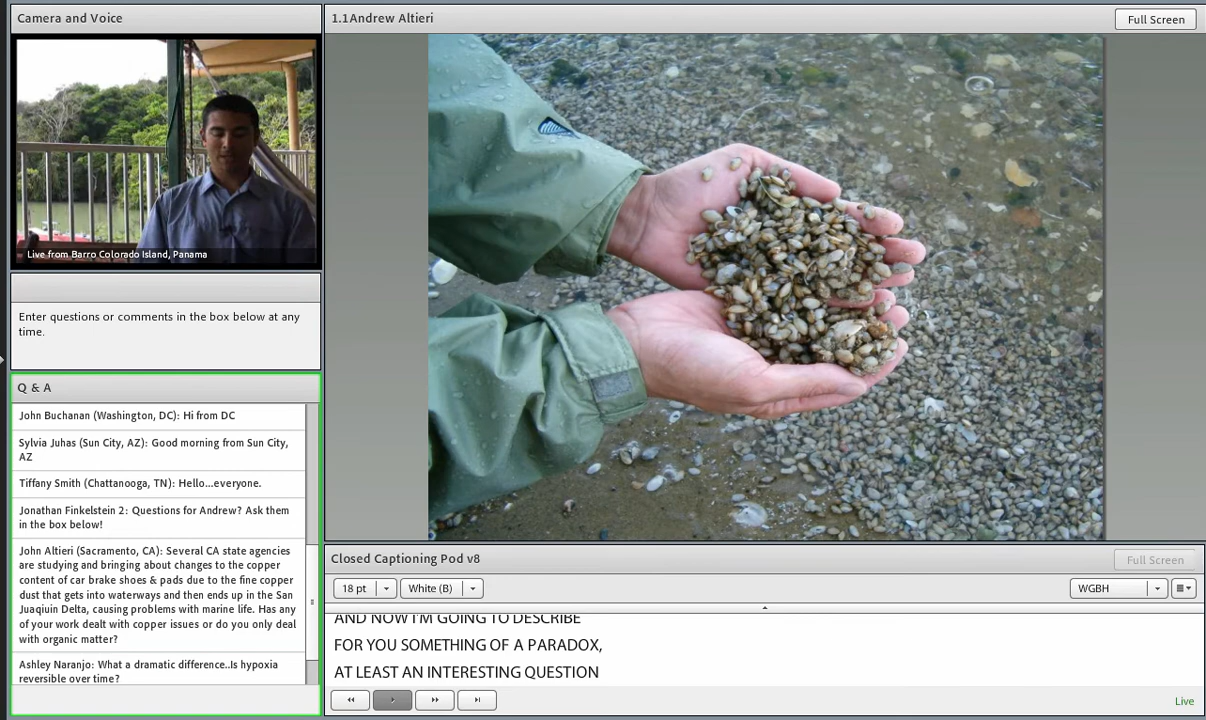 Camera and Voice
Live from Barro Colorado Island, Panama
Enter questions or comments in the box below at any
time.
Q & A
John Buchanan (Washington, DC): Hi from DC
Sylvia Juhas (Sun City, AZ): Good morning from Sun City,
AZ
Tiffany Smith (Chattanooga, TN): Hello...everyone.
Jonathan Finkelstein 2: Questions for Andrew? Ask them
in the box below!
John Altieri (Sacramento, CA): Several CA state agencies
are studying and bringing about changes to the copper
content of car brake shoes & pads due to the fine copper
dust that gets into waterways and then ends up in the San
Juaqiuin Delta, causing problems with marine life. Has any
of your work dealt with copper issues or do you only deal
with organic matter?
Ashley Naranjo: What a dramatic difference..Is hypoxia
reversible over time?
1.1Andrew Altieri
Full Screen
Closed Captioning Pod v8
Full Screen
18 pt
White (B)
WGBH
AND NOW I'M GOING TO DESCRIBE
FOR YOU SOMETHING OF A PARADOX,
AT LEAST AN INTERESTING QUESTION
Live